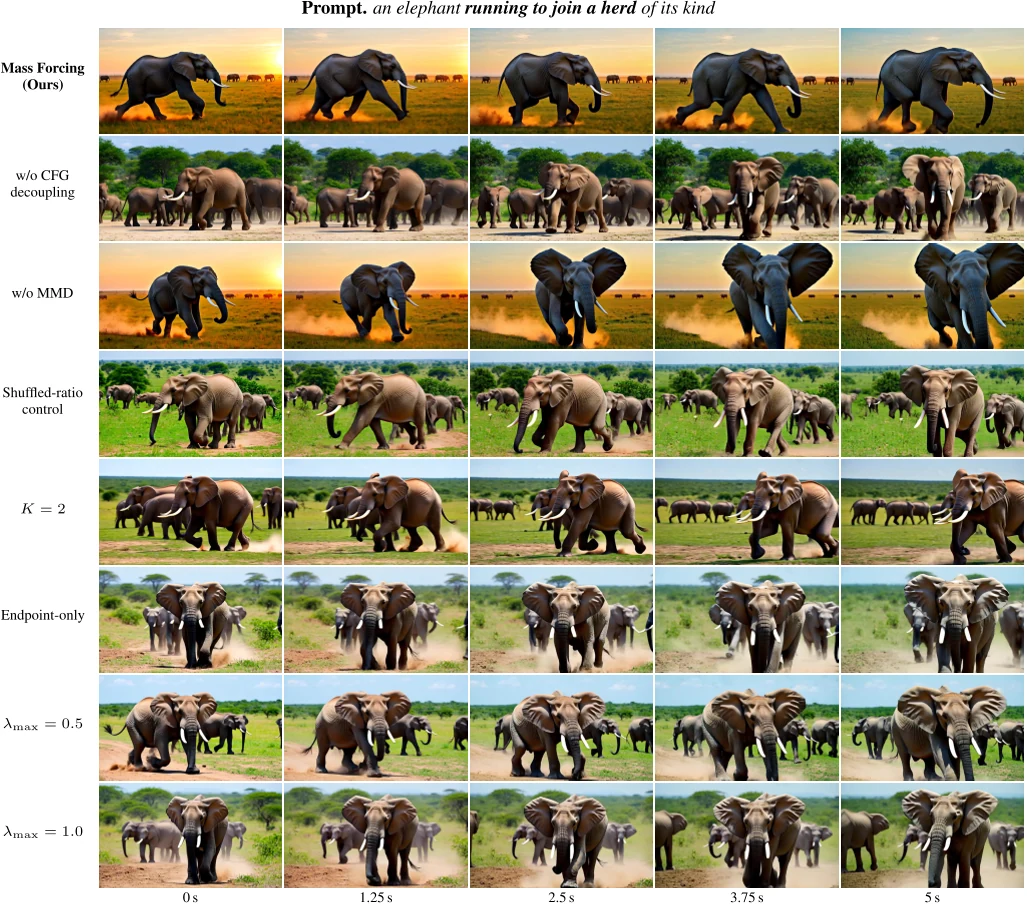 Prompt. an elephant running to join a herd of its kind
Mass Forcing
(Ours)
w/o CFG
decoupling
w/o MMD
Shuffled-ratio
control
K = 2
Endpoint-only
λmax = 0.5
λmax = 1.0
0 s
1.25 s
2.5 s
3.75 s
5 s